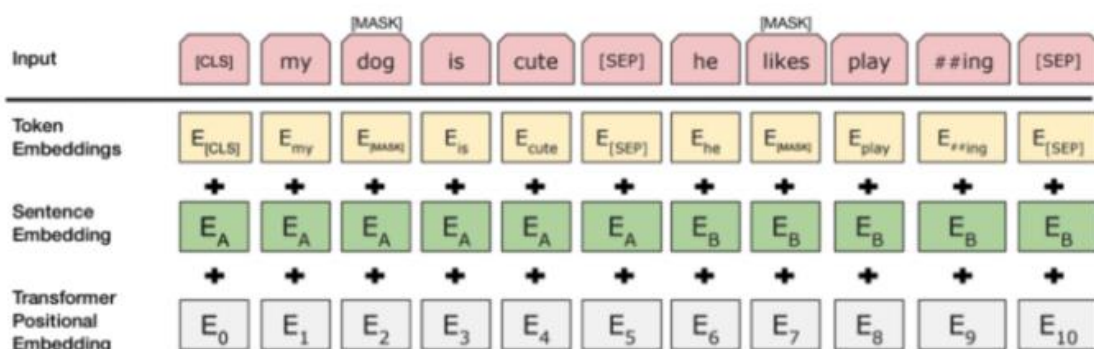 [MASK] [MASK]
Input [CLS] my dog is cute [SEP] he likes play ##ing [SEP]
Token
Embeddings E[CLS] Emy E[MASK] Eis Ecute E[SEP] Ehe E[MASK] Eplay E##ing E[SEP]
Sentence
Embedding EA EA EA EA EA EA EB EB EB EB EB
Transformer
Positional
Embedding E0 E1 E2 E3 E4 E5 E6 E7 E8 E9 E10